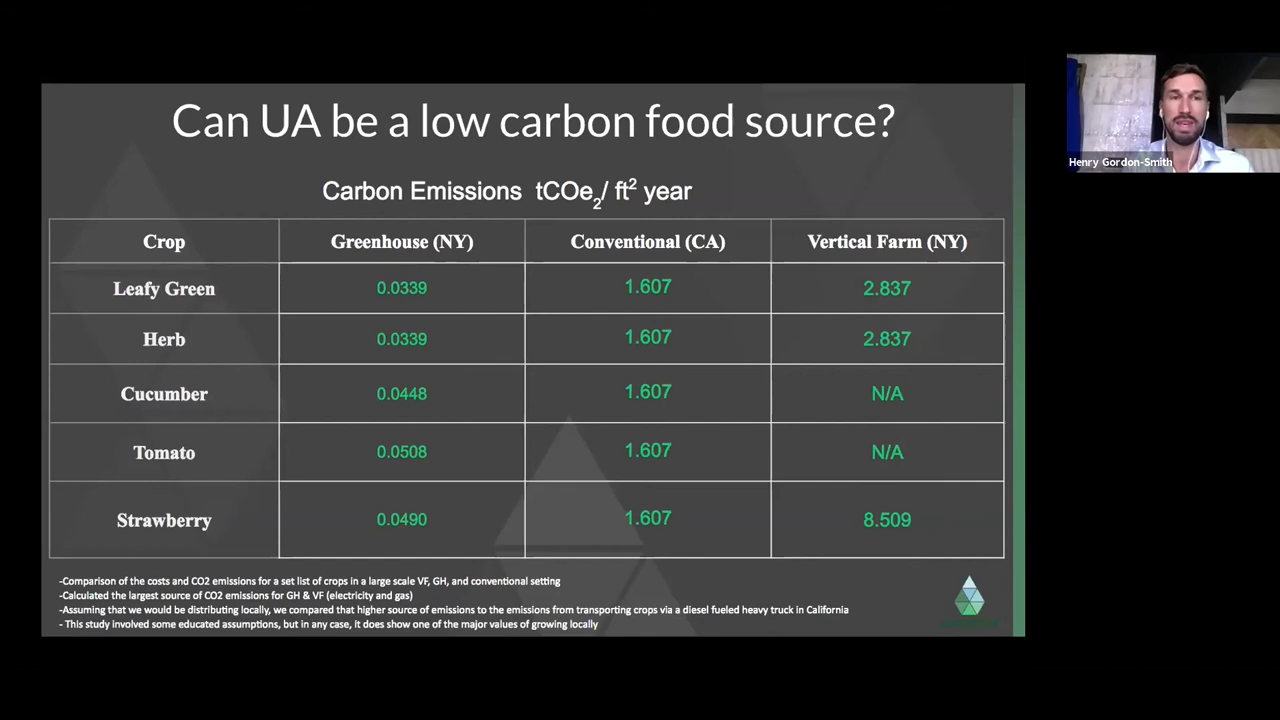 Can UA be a low carbon food source?
Henry Gordon-Smith
Carbon Emissions tCOe2/ ft2 year
Crop Greenhouse (NY) Conventional (CA) Vertical Farm (NY)
Leafy Green 0.0339 1.607 2.837
Herb 0.0339 1.607 2.837
Cucumber 0.0448 1.607 N/A
Tomato 0.0508 1.607 N/A
Strawberry 0.0490 1.607 8.509
-Comparison of the costs and CO2 emissions for a set list of crops in a large scale VF, GH, and conventional setting
-Calculated the largest source of CO2 emissions for GH & VF (electricity and gas)
-Assuming that we would be distributing locally, we compared that higher source of emissions to the emissions from transporting crops via a diesel fueled heavy truck in California
- This study involved some educated assumptions, but in any case, it does show one of the major values of growing locally